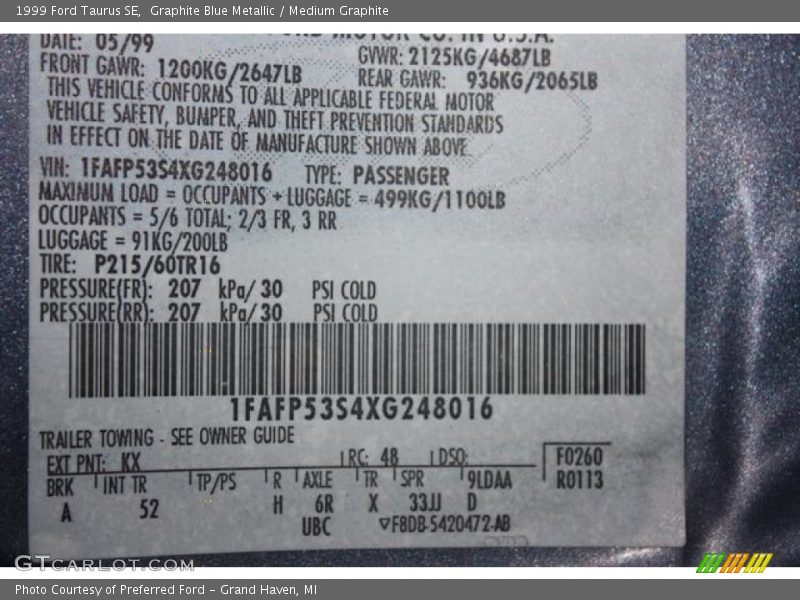 1999 Ford Taurus SE,  Graphite Blue Metallic / Medium Graphite
DATE: 05/99
MOTOR CO. IN U.S.A.
FRONT GAWR: 1200KG/2647LB
GVWR: 2125KG/4687LB
REAR GAWR: 936KG/2065LB
THIS VEHICLE CONFORMS TO ALL APPLICABLE FEDERAL MOTOR
VEHICLE SAFETY, BUMPER, AND THEFT PREVENTION STANDARDS
IN EFFECT ON THE DATE OF MANUFACTURE SHOWN ABOVE.
VIN: 1FAFP53S4XG248016 TYPE: PASSENGER
MAXIMUM LOAD = OCCUPANTS + LUGGAGE = 499KG/1100LB
OCCUPANTS = 5/6 TOTAL; 2/3 FR, 3 RR
LUGGAGE = 91KG/200LB
TIRE: P215/60TR16
PRESSURE(FR): 207 kPa/ 30 PSI COLD
PRESSURE(RR): 207 kPa/ 30 PSI COLD
1FAFP53S4XG248016
TRAILER TOWING - SEE OWNER GUIDE
EXT PNT: KX RC: 48 DSO: F0260
BRK INT TR TP/PS R AXLE TR SPR 9LDAA R0113
A 52 H 6R X 33JJ D
UBC ▽F8DB-5420472-AB
GTCARLOT.COM
Photo Courtesy of Preferred Ford – Grand Haven, MI